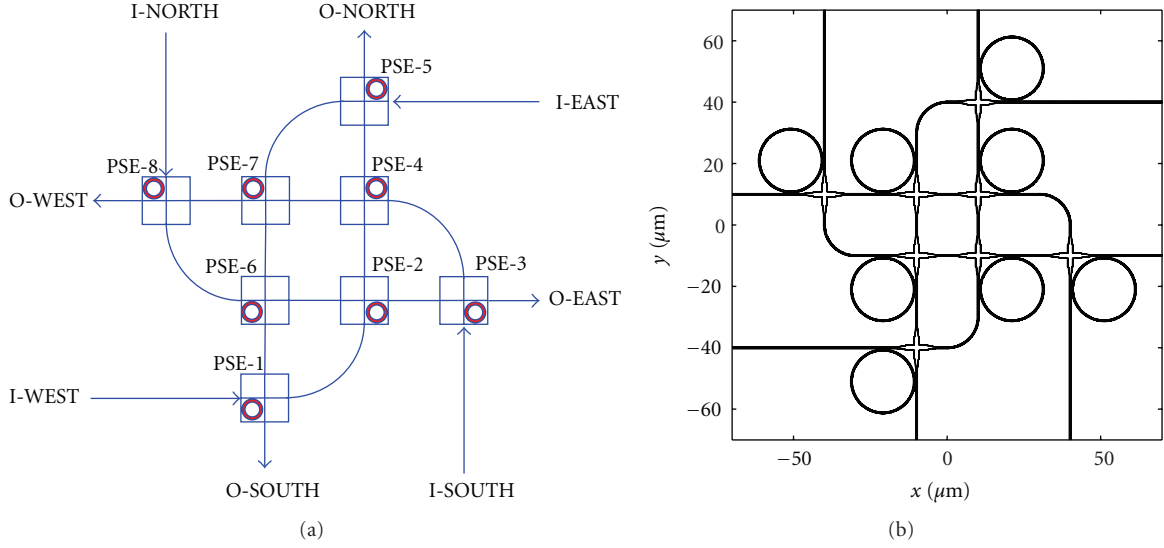 I-NORTH
O-NORTH
PSE-5
I-EAST
PSE-8
PSE-7
PSE-4
O-WEST
PSE-6
PSE-2
PSE-3
O-EAST
PSE-1
I-WEST
O-SOUTH
I-SOUTH
(a)
60
40
20
0
−20
−40
−60
y (μm)
−50
0
50
x (μm)
(b)